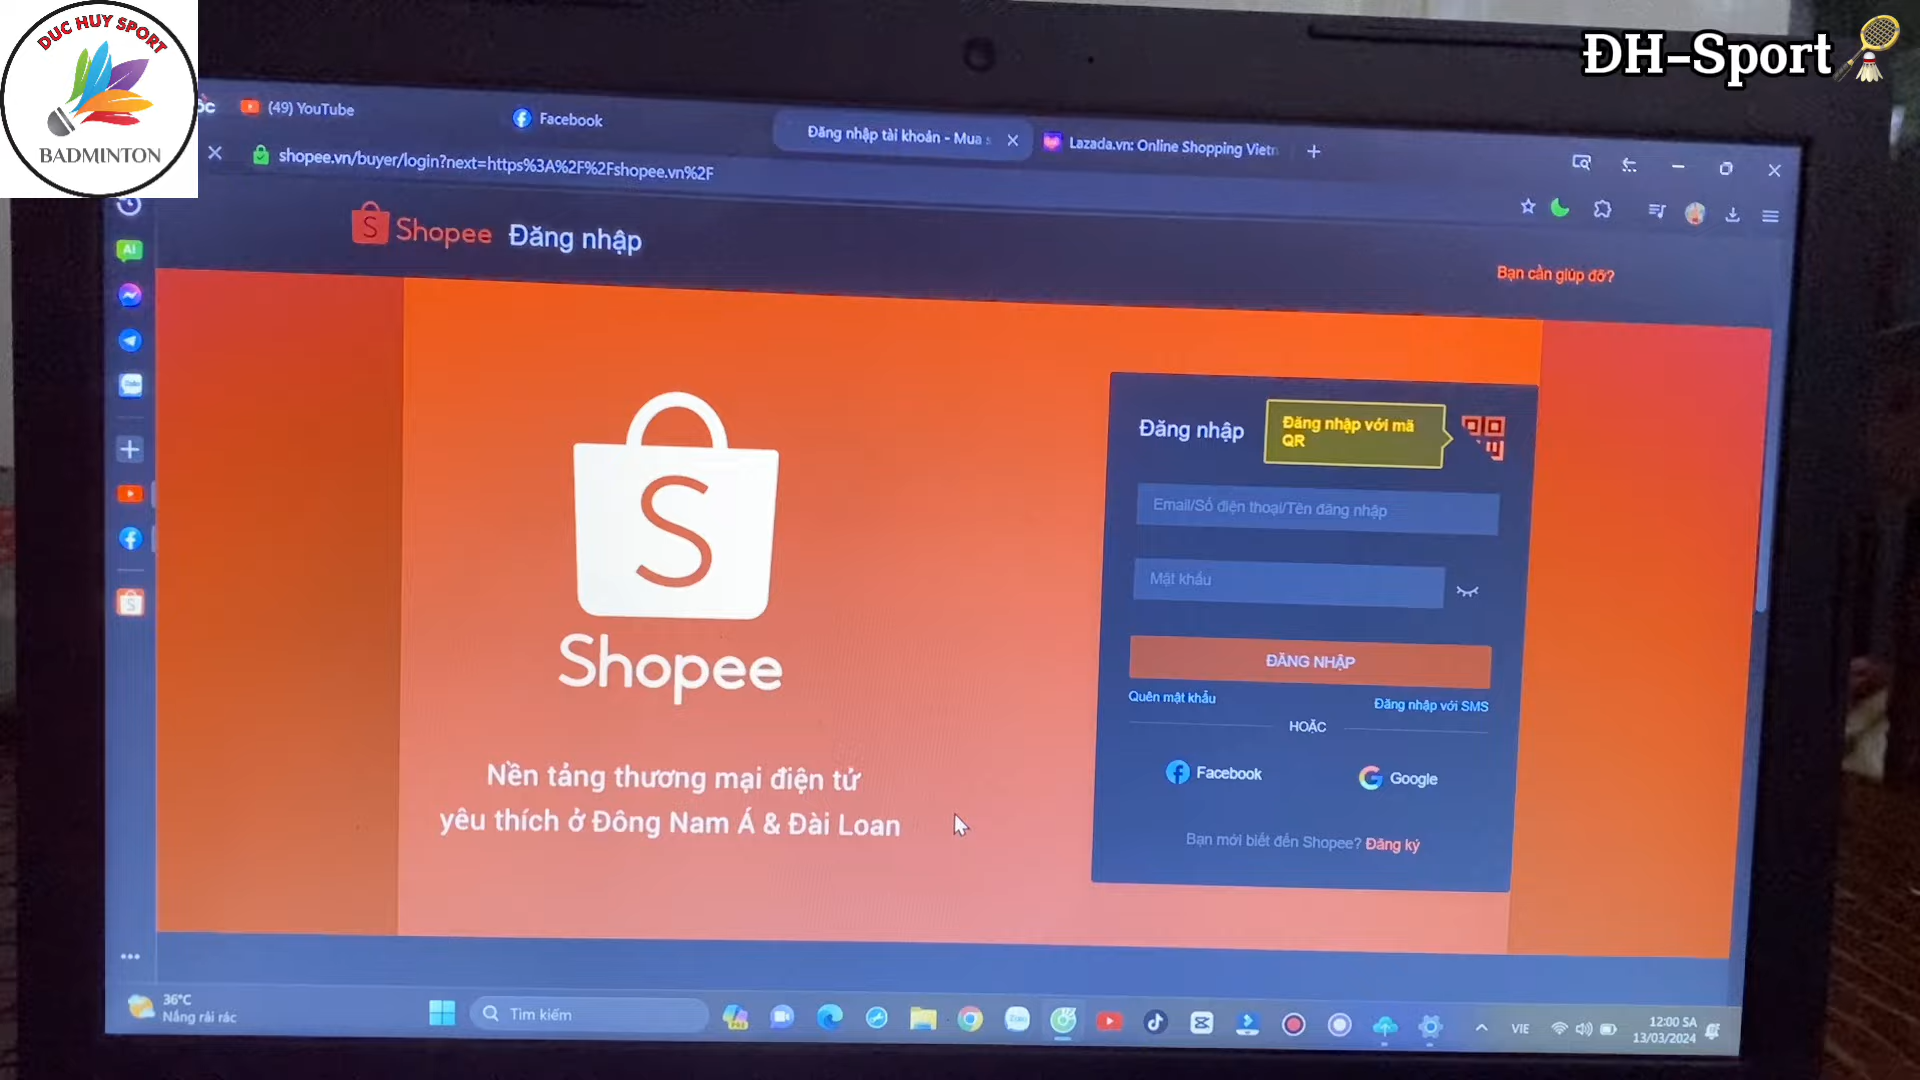 DUC HUY SPORT
BADMINTON
ĐH-Sport
ốc
(49) YouTube
Facebook
Đăng nhập tài khoản - Mua s
Lazada.vn: Online Shopping Vietn
shopee.vn/buyer/login?next=https%3A%2F%2Fshopee.vn%2F
AI
Zalo
Shopee Đăng nhập
Bạn cần giúp đỡ?
Shopee
Nền tảng thương mại điện tử
yêu thích ở Đông Nam Á & Đài Loan
Đăng nhập
Đăng nhập với mã
QR
Email/Số điện thoại/Tên đăng nhập
Mật khẩu
ĐĂNG NHẬP
Quên mật khẩu
Đăng nhập với SMS
HOẶC
Facebook
Google
Bạn mới biết đến Shopee? Đăng ký
36°C
Nắng rải rác
Tìm kiếm
Zalo
VIE
12:00 SA
13/03/2024